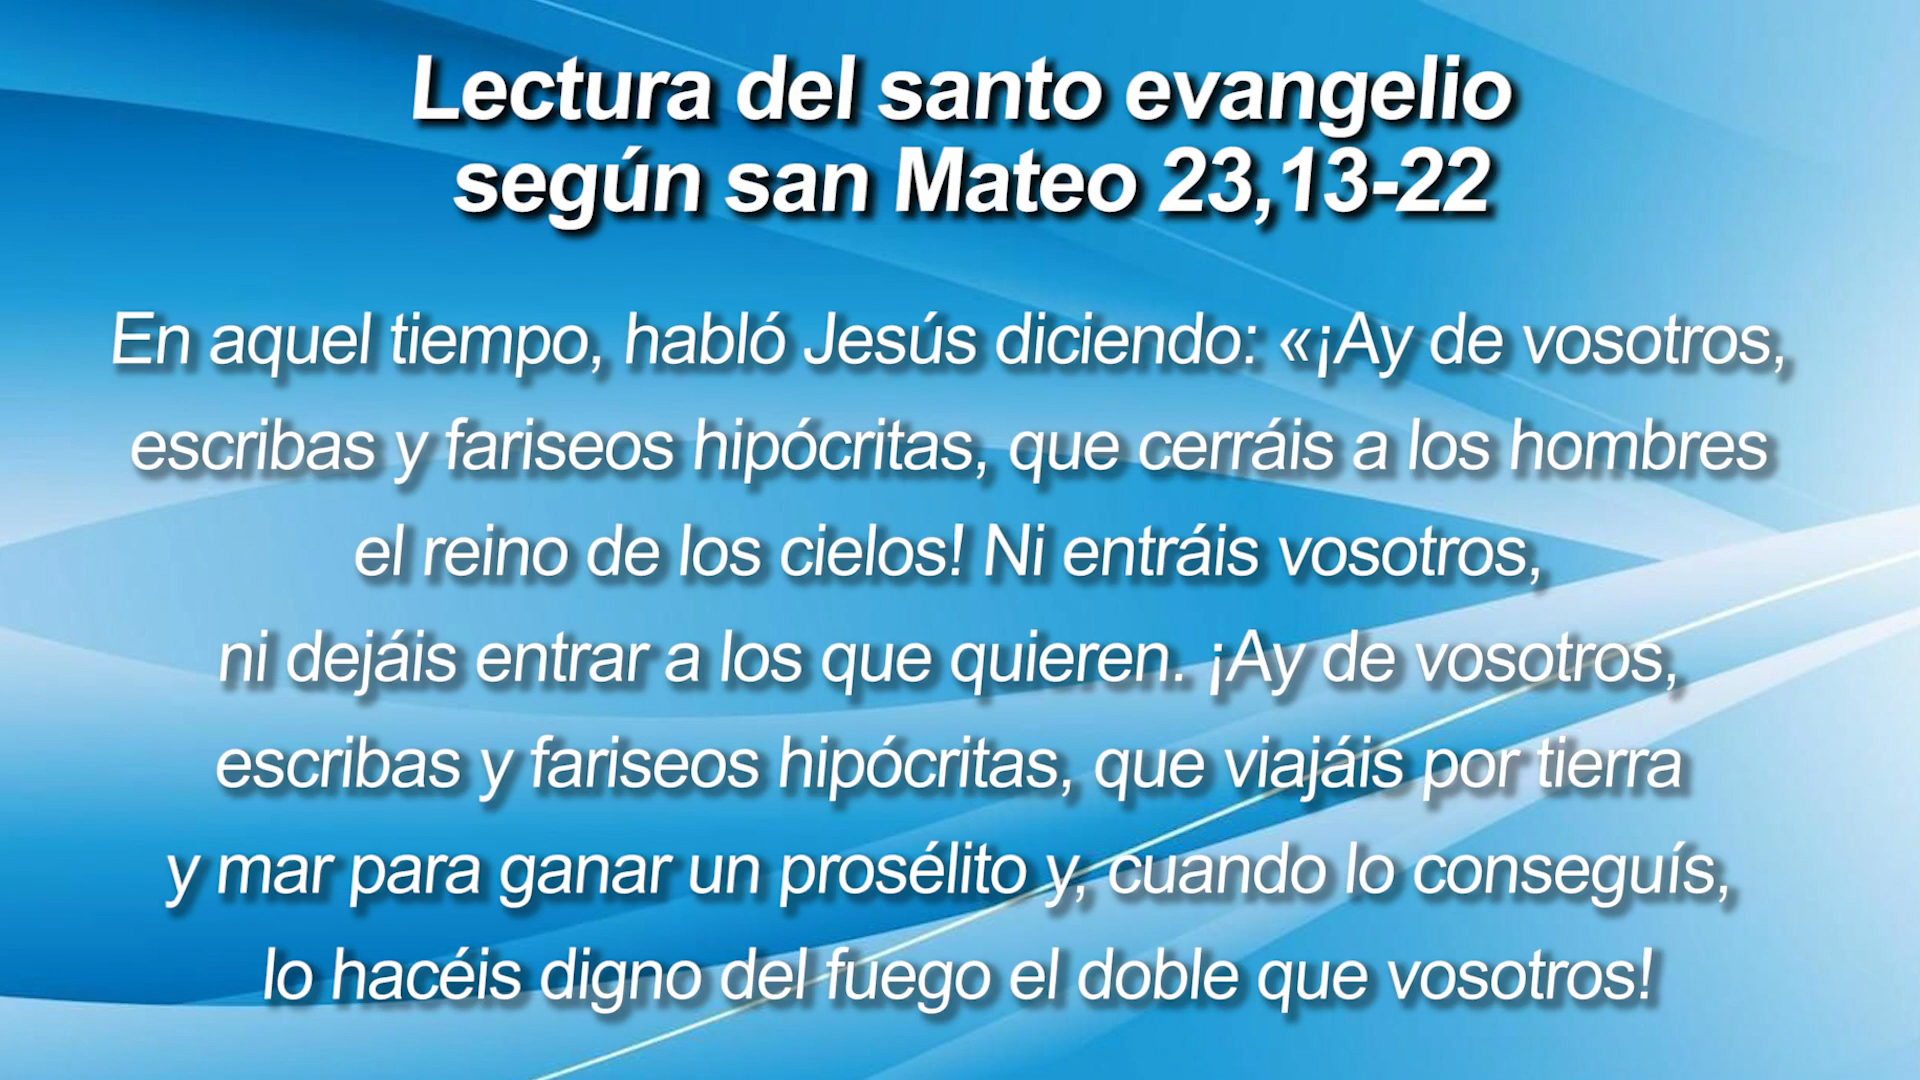 Lectura del santo evangelio
según san Mateo 23,13-22
En aquel tiempo, habló Jesús diciendo: «¡Ay de vosotros,
escribas y fariseos hipócritas, que cerráis a los hombres
el reino de los cielos! Ni entráis vosotros,
ni dejáis entrar a los que quieren. ¡Ay de vosotros,
escribas y fariseos hipócritas, que viajáis por tierra
y mar para ganar un prosélito y, cuando lo conseguís,
lo hacéis digno del fuego el doble que vosotros!